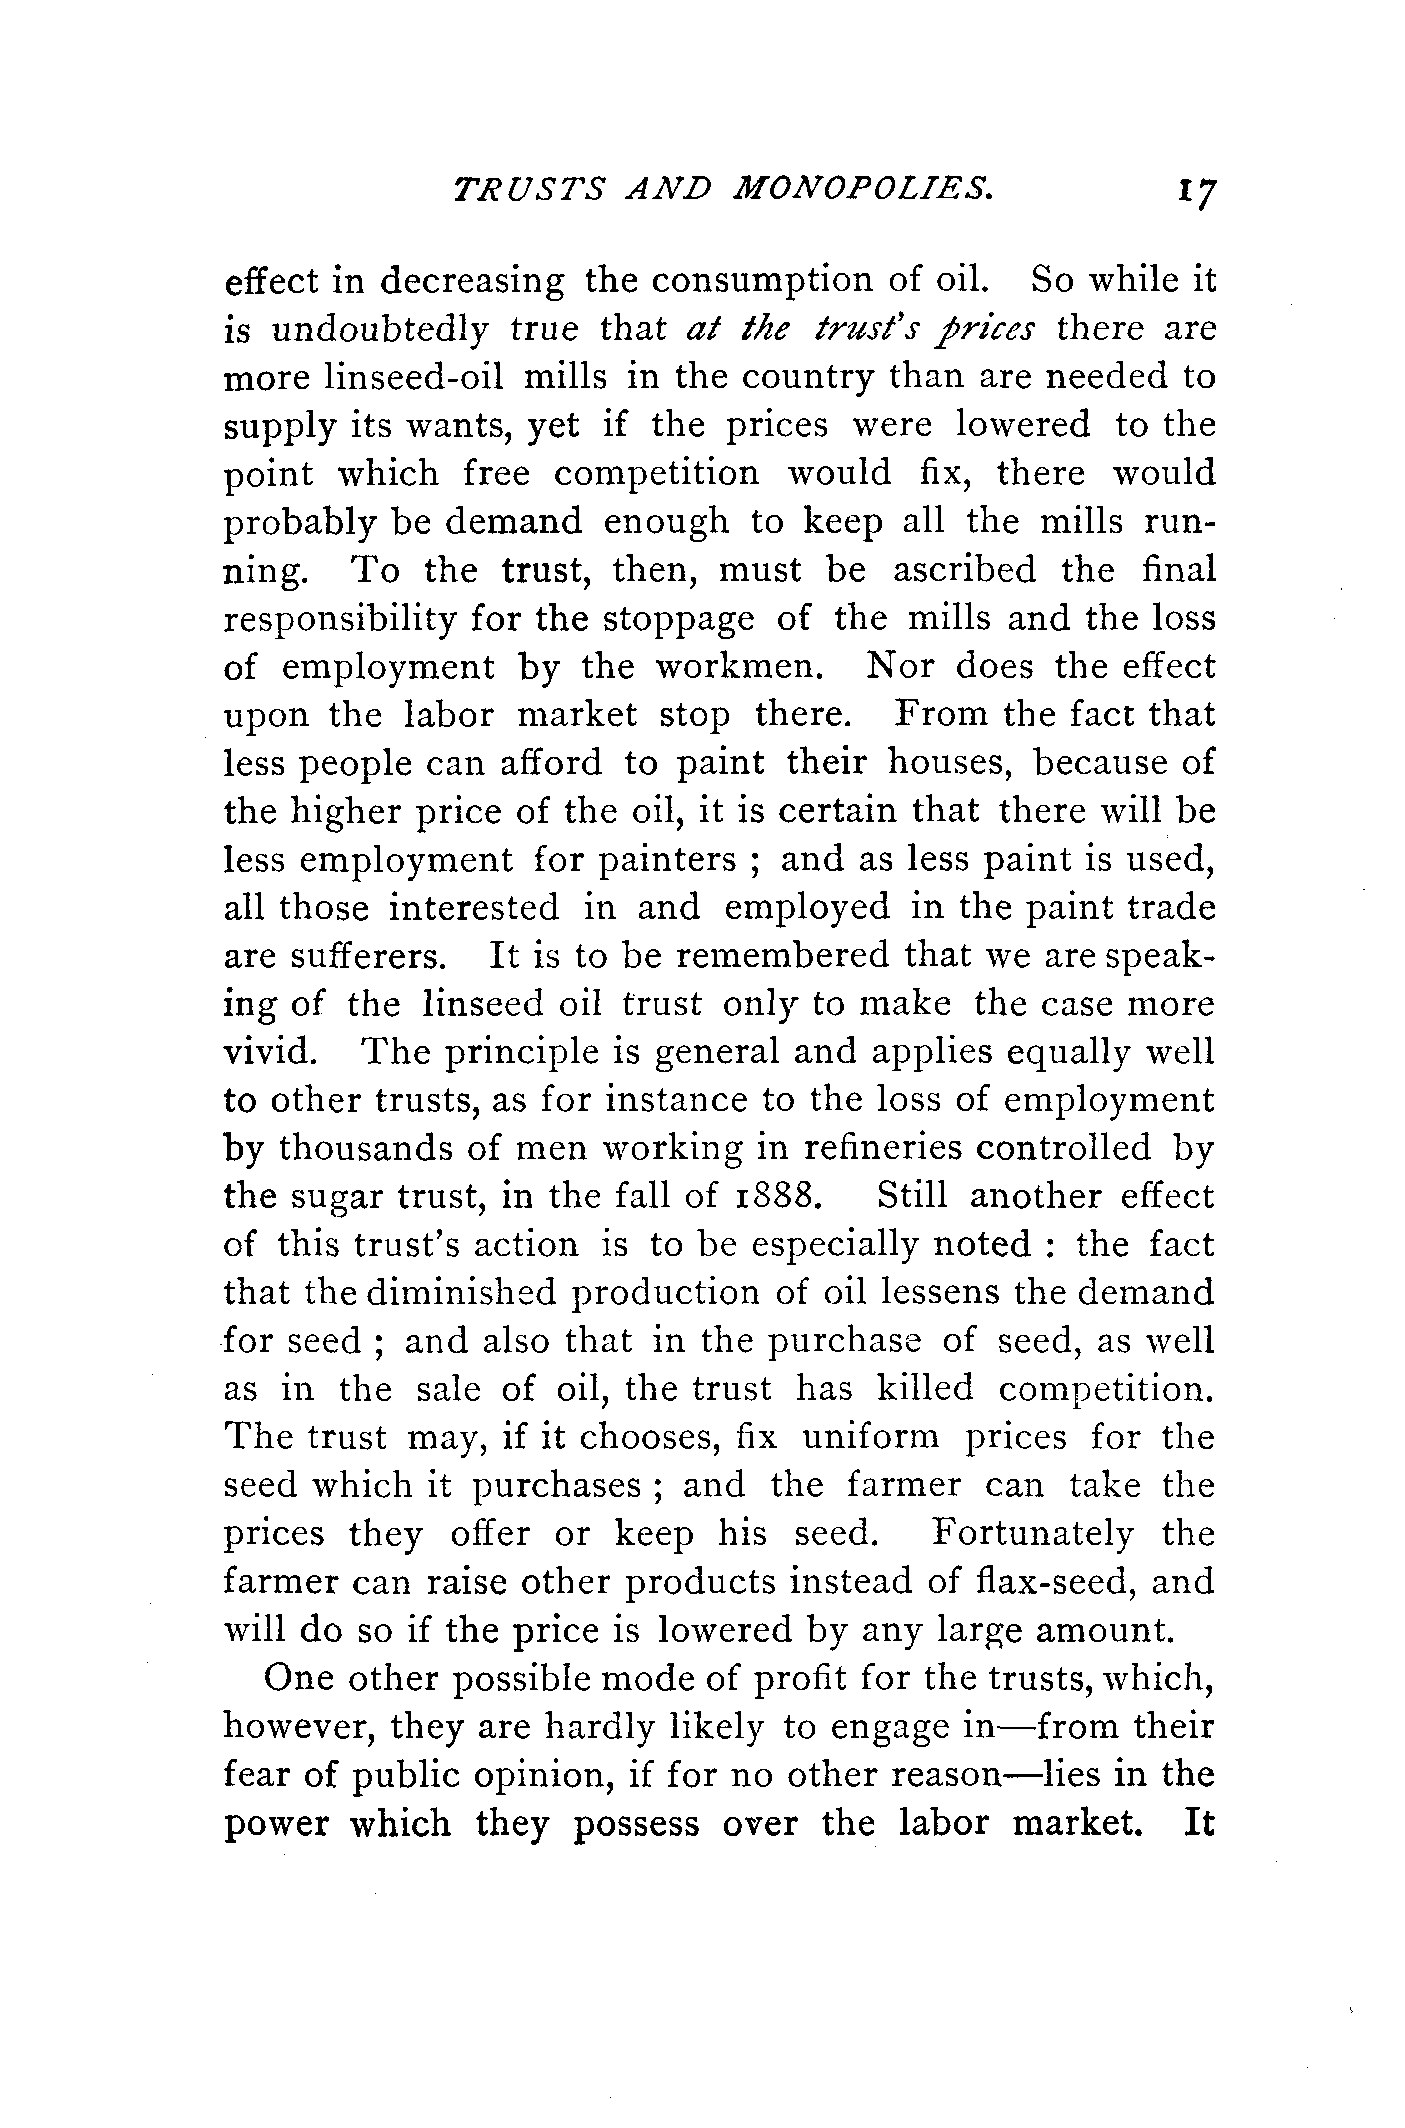 TRUSTS AND MONOPOLIES. 17
effect in decreasing the consumption of oil. So while it
is undoubtedly true that at the trust's prices there are
more linseed-oil mills in the country than are needed to
supply its wants, yet if the prices were lowered to the
point which free competition would fix, there would
probably be demand enough to keep all the mills run-
ning. To the trust, then, must be ascribed the final
responsibility for the stoppage of the mills and the loss
of employment by the workmen. Nor does the effect
upon the labor market stop there. From the fact that
less people can afford to paint their houses, because of
the higher price of the oil, it is certain that there will be
less employment for painters ; and as less paint is used,
all those interested in and employed in the paint trade
are sufferers. It is to be remembered that we are speak-
ing of the linseed oil trust only to make the case more
vivid. The principle is general and applies equally well
to other trusts, as for instance to the loss of employment
by thousands of men working in refineries controlled by
the sugar trust, in the fall of 1888. Still another effect
of this trust's action is to be especially noted : the fact
that the diminished production of oil lessens the demand
for seed ; and also that in the purchase of seed, as well
as in the sale of oil, the trust has killed competition.
The trust may, if it chooses, fix uniform prices for the
seed which it purchases ; and the farmer can take the
prices they offer or keep his seed. Fortunately the
farmer can raise other products instead of flax-seed, and
will do so if the price is lowered by any large amount.
One other possible mode of profit for the trusts, which,
however, they are hardly likely to engage in—from their
fear of public opinion, if for no other reason—lies in the
power which they possess over the labor market. It